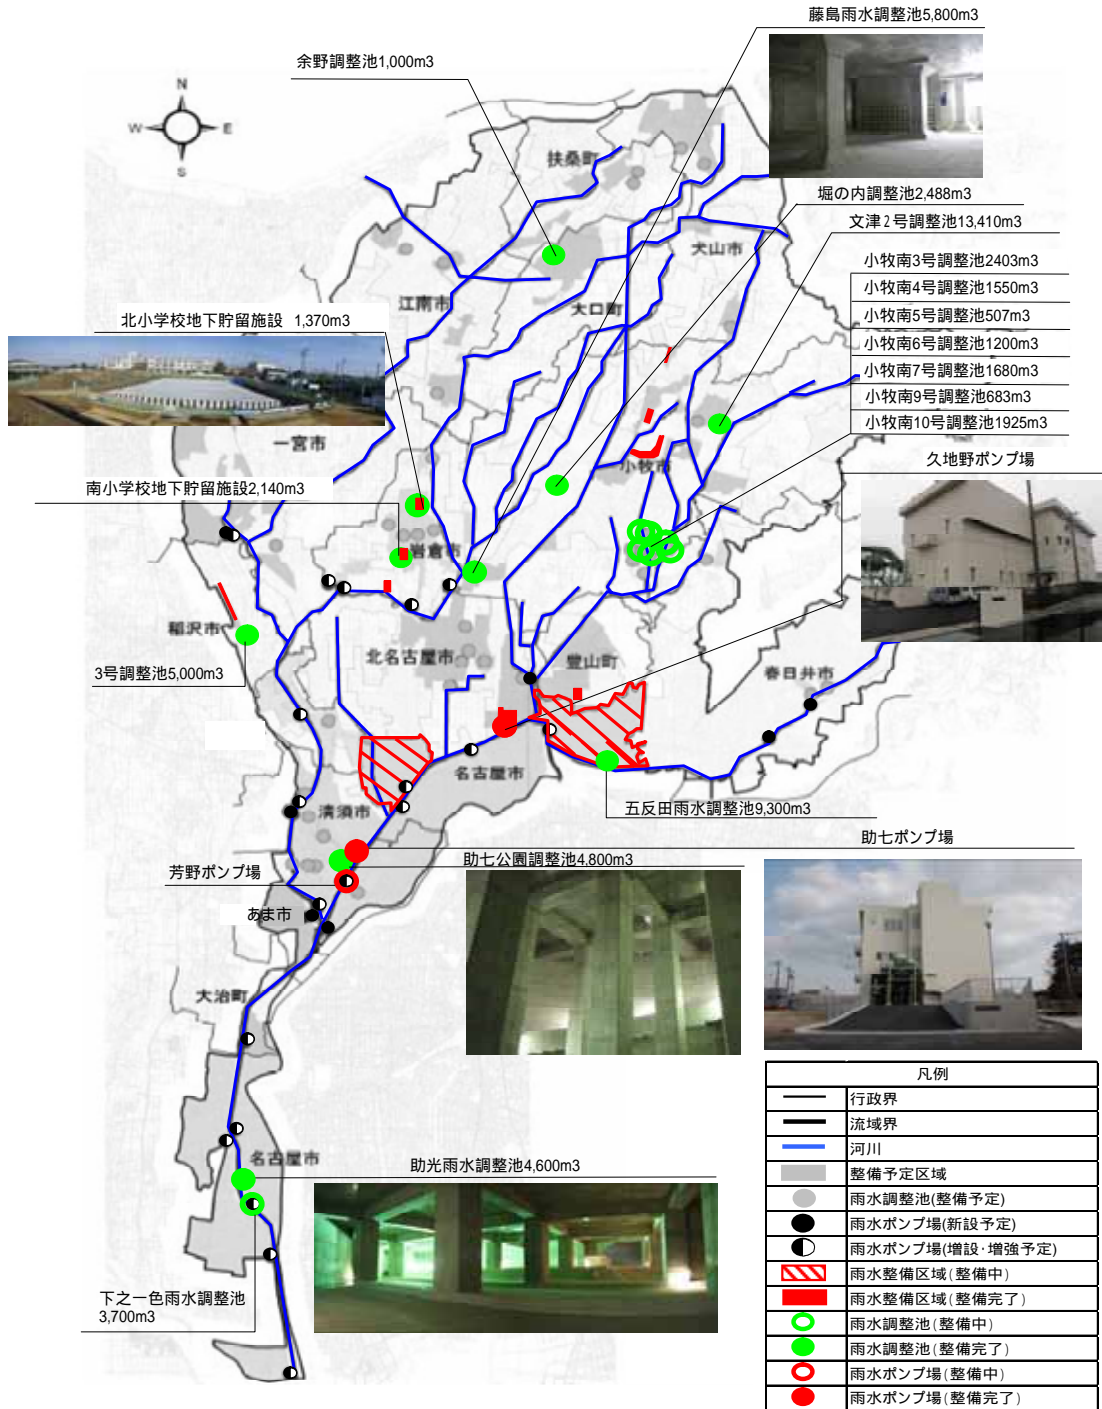 藤島雨水調整池5,800m3
余野調整池1,000m3
N
W
E
S
扶桑町
堀の内調整池2,488m3
文津2号調整池13,410m3
犬山市
小牧南3号調整池2403m3
小牧南4号調整池1550m3
小牧南5号調整池507m3
小牧南6号調整池1200m3
小牧南7号調整池1680m3
小牧南9号調整池683m3
小牧南10号調整池1925m3
江南市
大口町
北小学校地下貯留施設 1,370m3
一宮市
小牧市
久地野ポンプ場
南小学校地下貯留施設2,140m3
岩倉市
稲沢市
北名古屋市
豊山町
春日井市
3号調整池5,000m3
名古屋市
清須市
五反田雨水調整池9,300m3
助七ポンプ場
助七公園調整池4,800m3
芳野ポンプ場
あま市
大治町
名古屋市
助光雨水調整池4,600m3
下之一色雨水調整池
3,700m3
凡例
行政界
流域界
河川
整備予定区域
雨水調整池(整備予定)
雨水ポンプ場(新設予定)
雨水ポンプ場(増設・増強予定)
雨水整備区域(整備中)
雨水整備区域(整備完了)
雨水調整池(整備中)
雨水調整池(整備完了)
雨水ポンプ場(整備中)
雨水ポンプ場(整備完了)